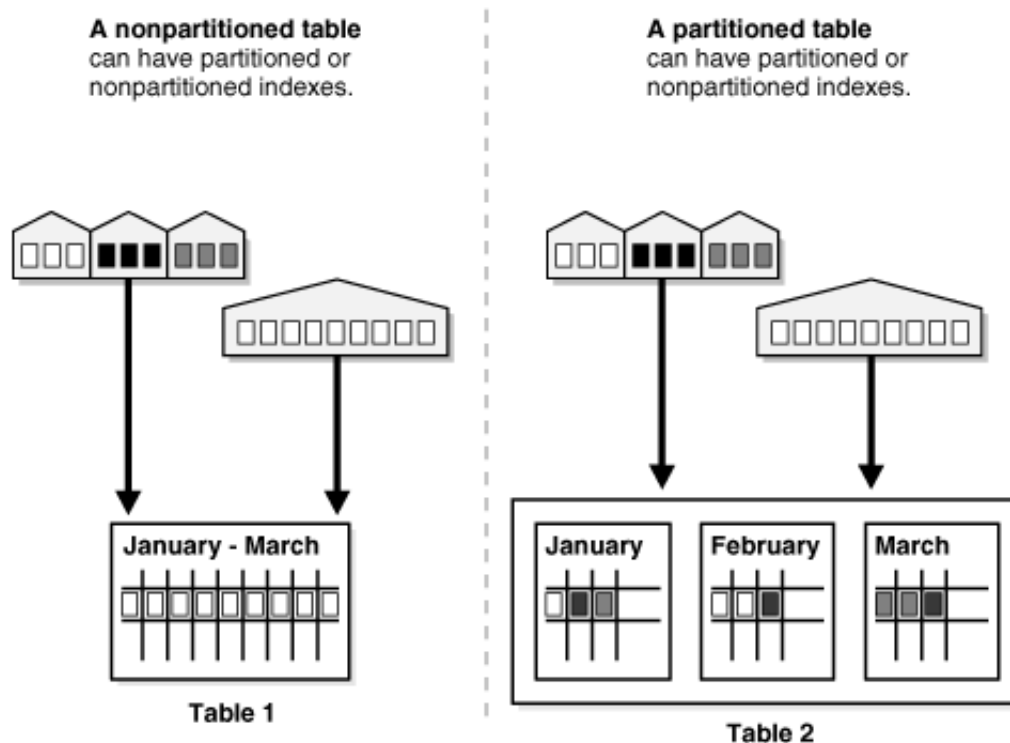 A nonpartitioned table
can have partitioned or
nonpartitioned indexes.
A partitioned table
can have partitioned or
nonpartitioned indexes.
January - March
Table 1
January
February
March
Table 2